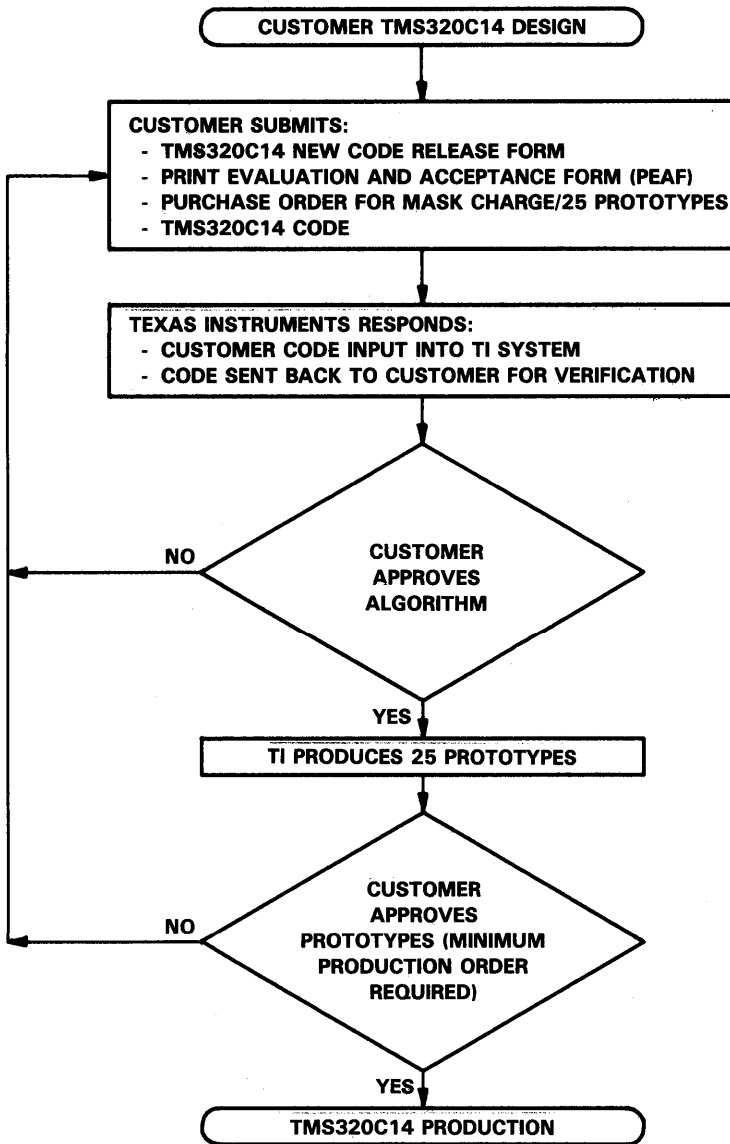 CUSTOMER TMS320C14 DESIGN
CUSTOMER SUBMITS:
- TMS320C14 NEW CODE RELEASE FORM
- PRINT EVALUATION AND ACCEPTANCE FORM (PEAF)
- PURCHASE ORDER FOR MASK CHARGE/25 PROTOTYPES
- TMS320C14 CODE
TEXAS INSTRUMENTS RESPONDS:
- CUSTOMER CODE INPUT INTO TI SYSTEM
- CODE SENT BACK TO CUSTOMER FOR VERIFICATION
NO
CUSTOMER
APPROVES
ALGORITHM
YES
TI PRODUCES 25 PROTOTYPES
NO
CUSTOMER
APPROVES
PROTOTYPES (MINIMUM
PRODUCTION ORDER
REQUIRED)
YES
TMS320C14 PRODUCTION